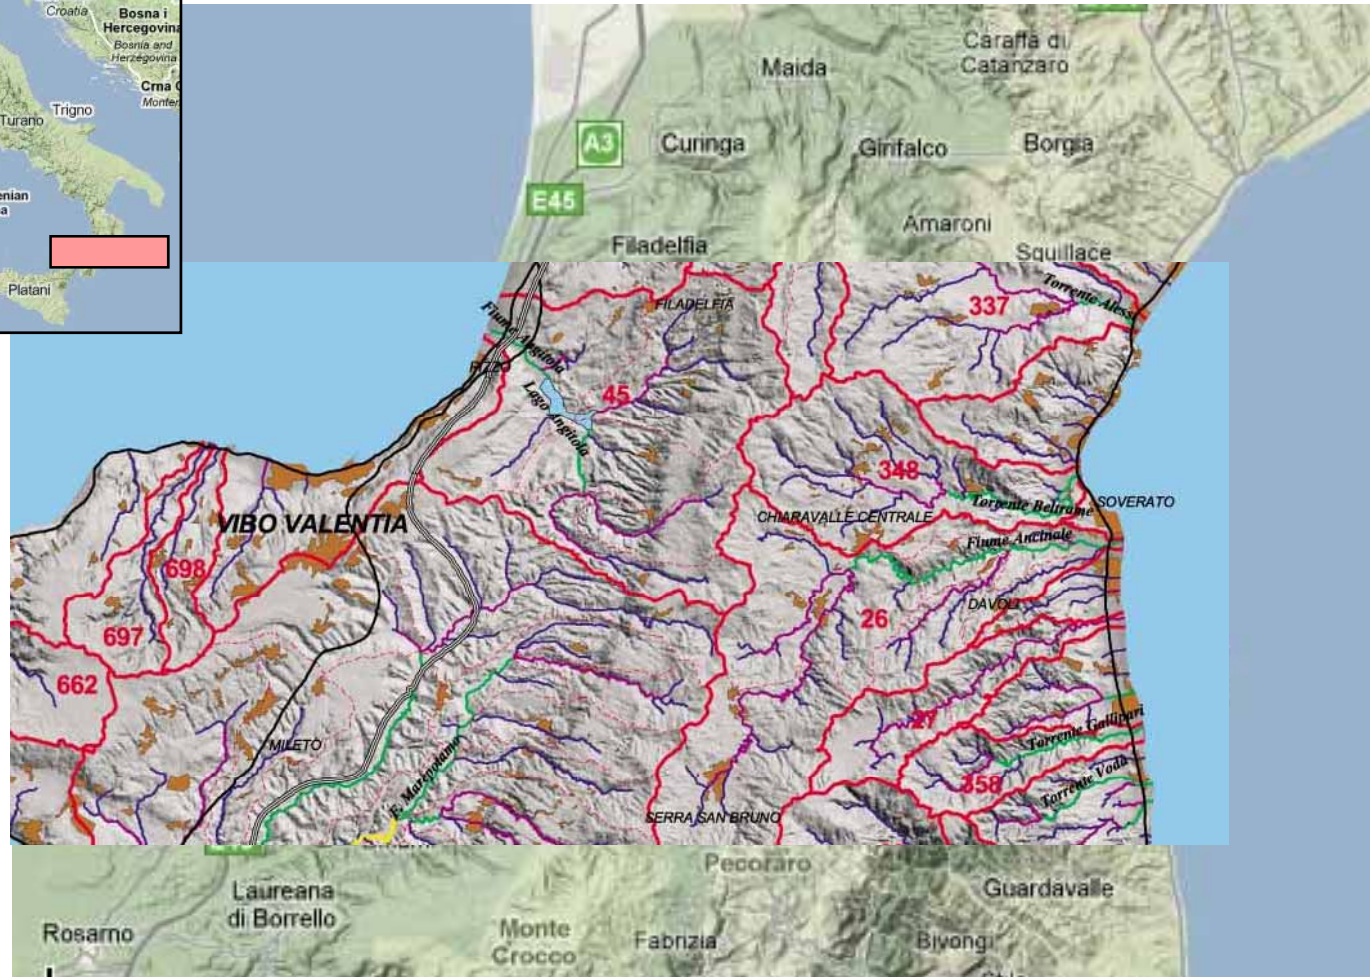 Croatia
Bosna i
Hercegovina
Bosnia and
Herzegovina
Crna
Trigno
Turano
Platani
Caraffa di
Catanzaro
Maida
A3
Curinga
Girifalco
Borgia
E45
Filadelfia
Amaroni
Squillace
Torrente Alessi
337
FILADELFIA
Fiume Angitola
PIZZO
Lago Angitola
45
348
Torrente Beltrame
SOVERATO
CHIARAVALLE CENTRALE
VIBO VALENTIA
Fiume Ancinale
698
DAVOLI
26
697
662
27
Torrente Gallipari
MILETO
F. Marepotamo
358
Torrente Voda
SERRA SAN BRUNO
Pecoraro
Laureana
di Borrello
Guardavalle
Rosarno
Monte
Crocco
Fabrizia
Bivongi